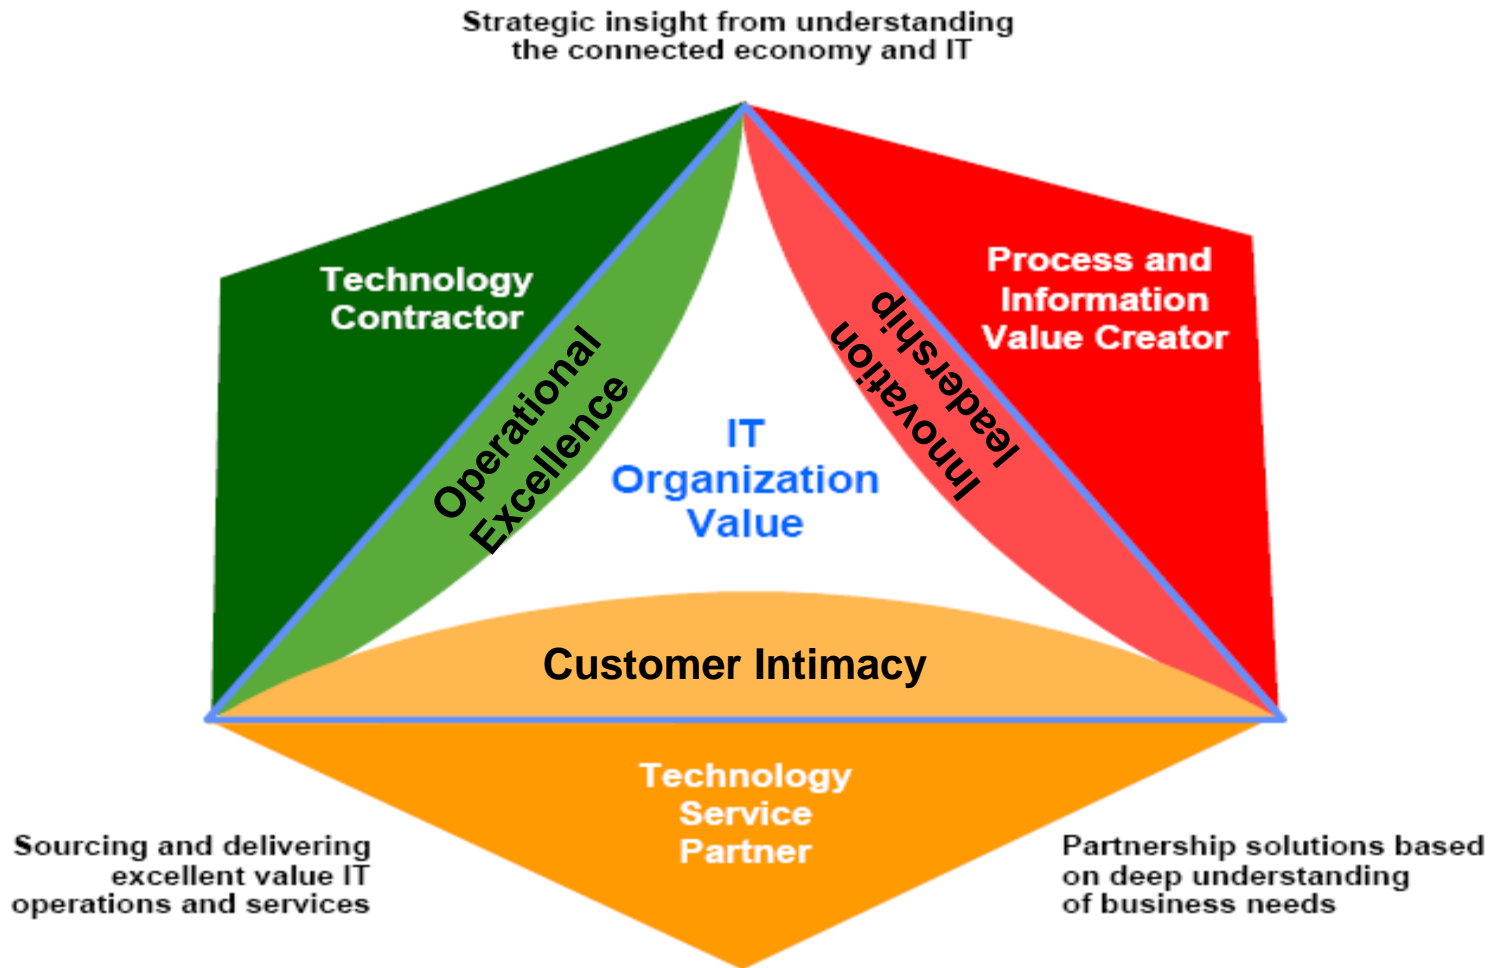 Strategic insight from understanding
the connected economy and IT
Technology
Contractor
Operational
Excellence
Process and
Information
Value Creator
Innovation
leadership
IT
Organization
Value
Customer Intimacy
Technology
Service
Partner
Sourcing and delivering
excellent value IT
operations and services
Partnership solutions based
on deep understanding
of business needs